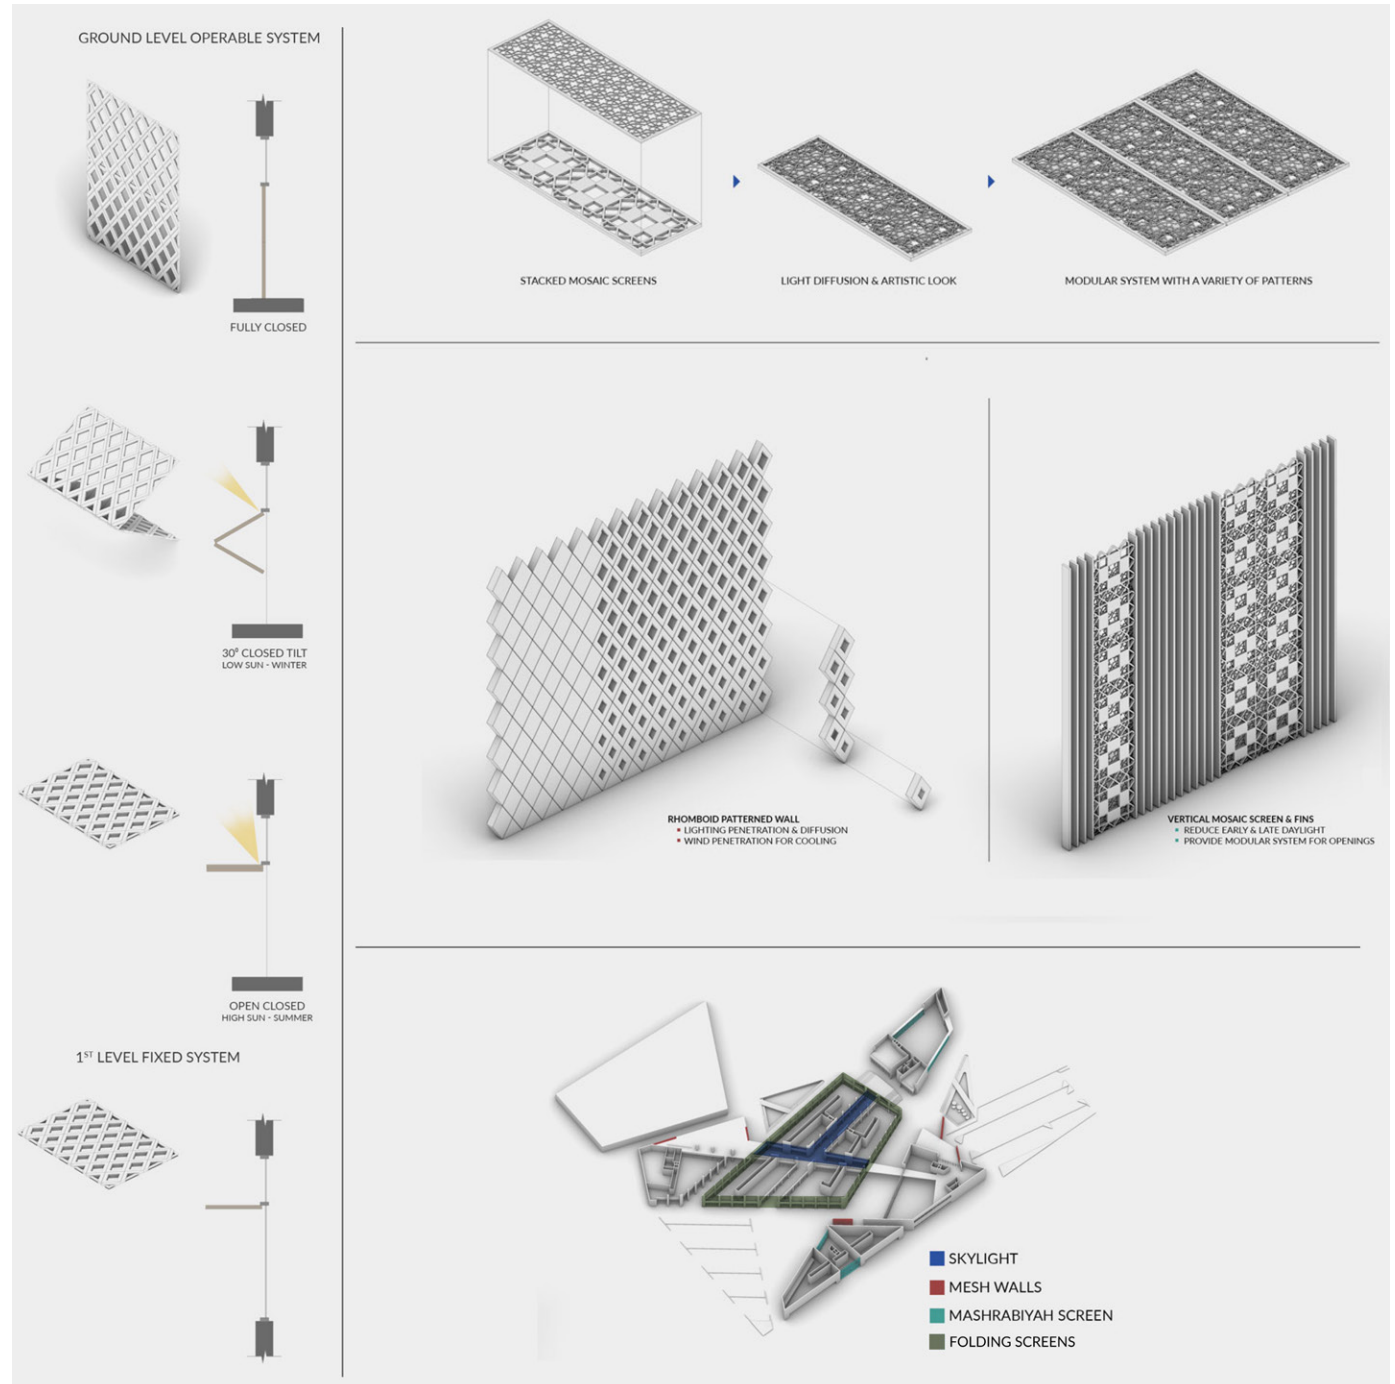 GROUND LEVEL OPERABLE SYSTEM
FULLY CLOSED
30° CLOSED TILT
LOW SUN - WINTER
OPEN CLOSED
HIGH SUN - SUMMER
1ST LEVEL FIXED SYSTEM
STACKED MOSAIC SCREENS
LIGHT DIFFUSION & ARTISTIC LOOK
MODULAR SYSTEM WITH A VARIETY OF PATTERNS
RHOMBOID PATTERNED WALL
• LIGHTING PENETRATION & DIFFUSION
• WIND PENETRATION FOR COOLING
VERTICAL MOSAIC SCREEN & FINS
• REDUCE EARLY & LATE DAYLIGHT
• PROVIDE MODULAR SYSTEM FOR OPENINGS
SKYLIGHT
MESH WALLS
MASHRABIYAH SCREEN
FOLDING SCREENS